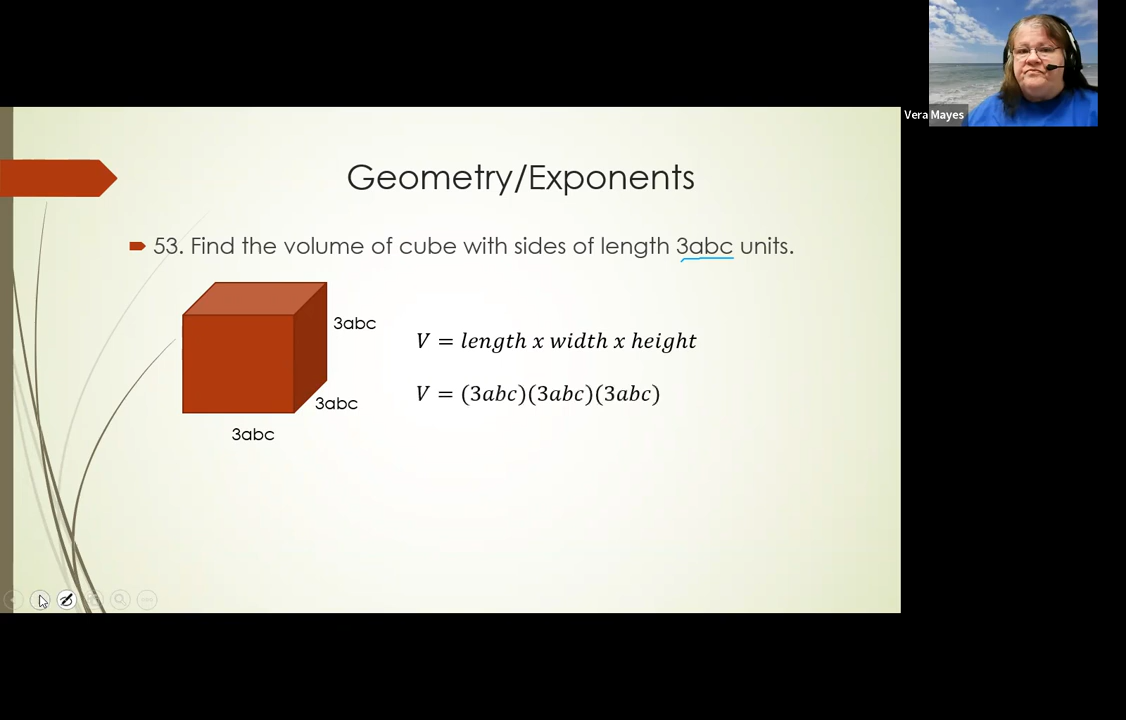 Vera Mayes
Geometry/Exponents
53. Find the volume of cube with sides of length 3abc units.
3abc
V = length x width x height
V = (3abc)(3abc)(3abc)
3abc
3abc